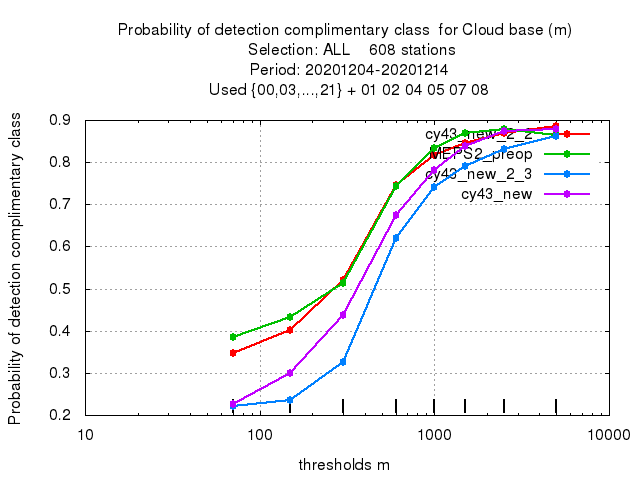 Probability of detection complimentary class  for Cloud base (m)
Selection: ALL    608 stations
Period: 20201204-20201214
Used {00,03,...,21} + 01 02 04 05 07 08
Probability of detection complimentary class
0.9
0.8
0.7
0.6
0.5
0.4
0.3
0.2
cy43_new_2_2
MEPS2_preop
cy43_new_2_3
cy43_new
10
100
1000
10000
thresholds m